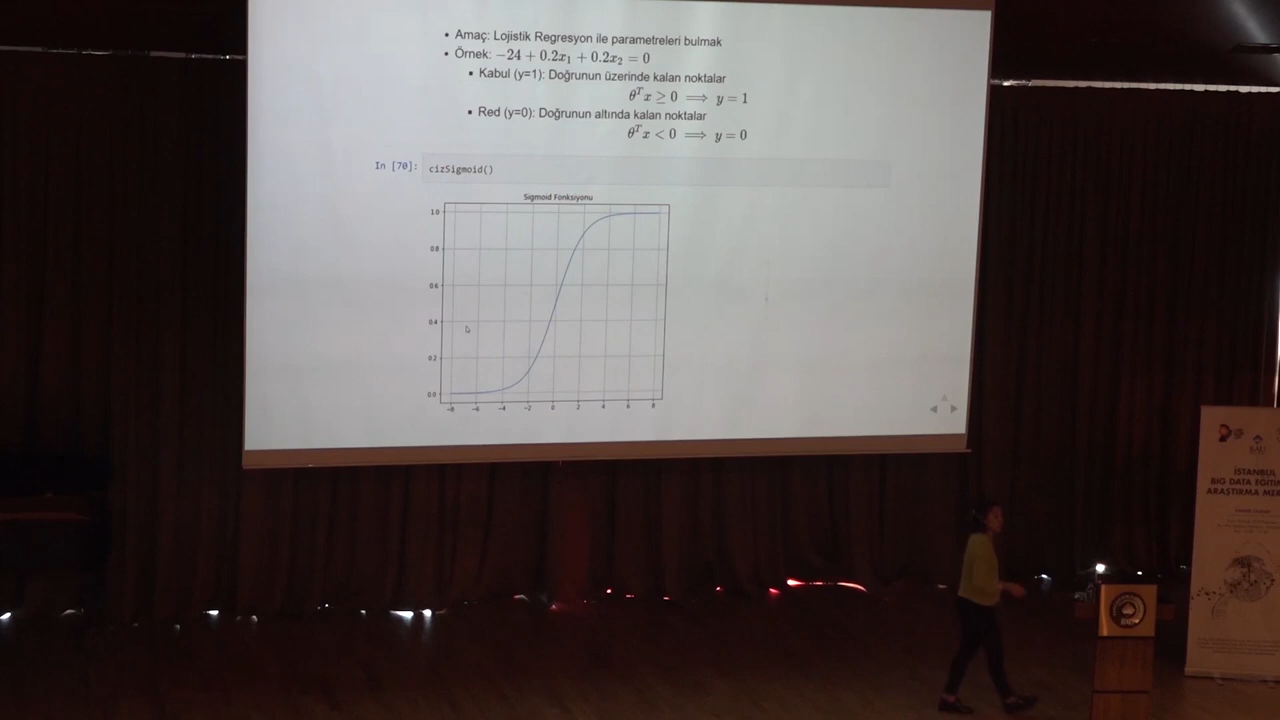 • Amaç: Lojistik Regresyon ile parametreleri bulmak
• Örnek: −24 + 0.2x₁ + 0.2x₂ = 0
▪ Kabul (y=1): Doğrunun üzerinde kalan noktalar
θᵀx ≥ 0 ⟹ y = 1
▪ Red (y=0): Doğrunun altında kalan noktalar
θᵀx < 0 ⟹ y = 0
In [70]: cizSigmoid()
Sigmoid Fonksiyonu
1.0
0.8
0.6
0.4
0.2
0.0
−8 −6 −4 −2 0 2 4 6 8
BAU
İSTANBUL
BIG DATA EĞİTİM
ARAŞTIRMA MER
BAU